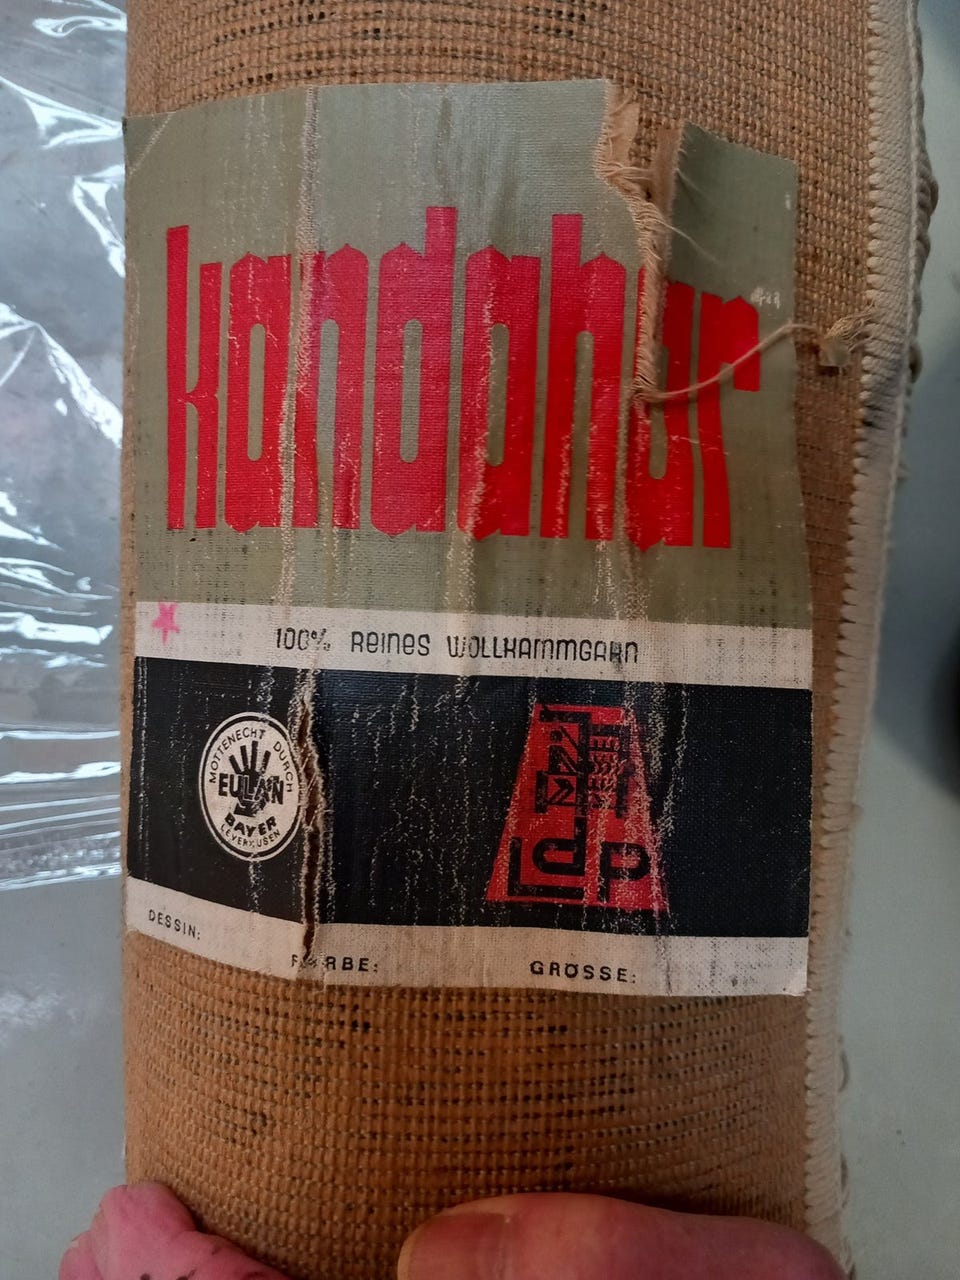 kandahar
100% REINES WOLLKAMMGARN
MOTTENECHT DURCH
EULAN
BAYER
LEVERKUSEN
DESSIN:
FARBE:
GRÖSSE: